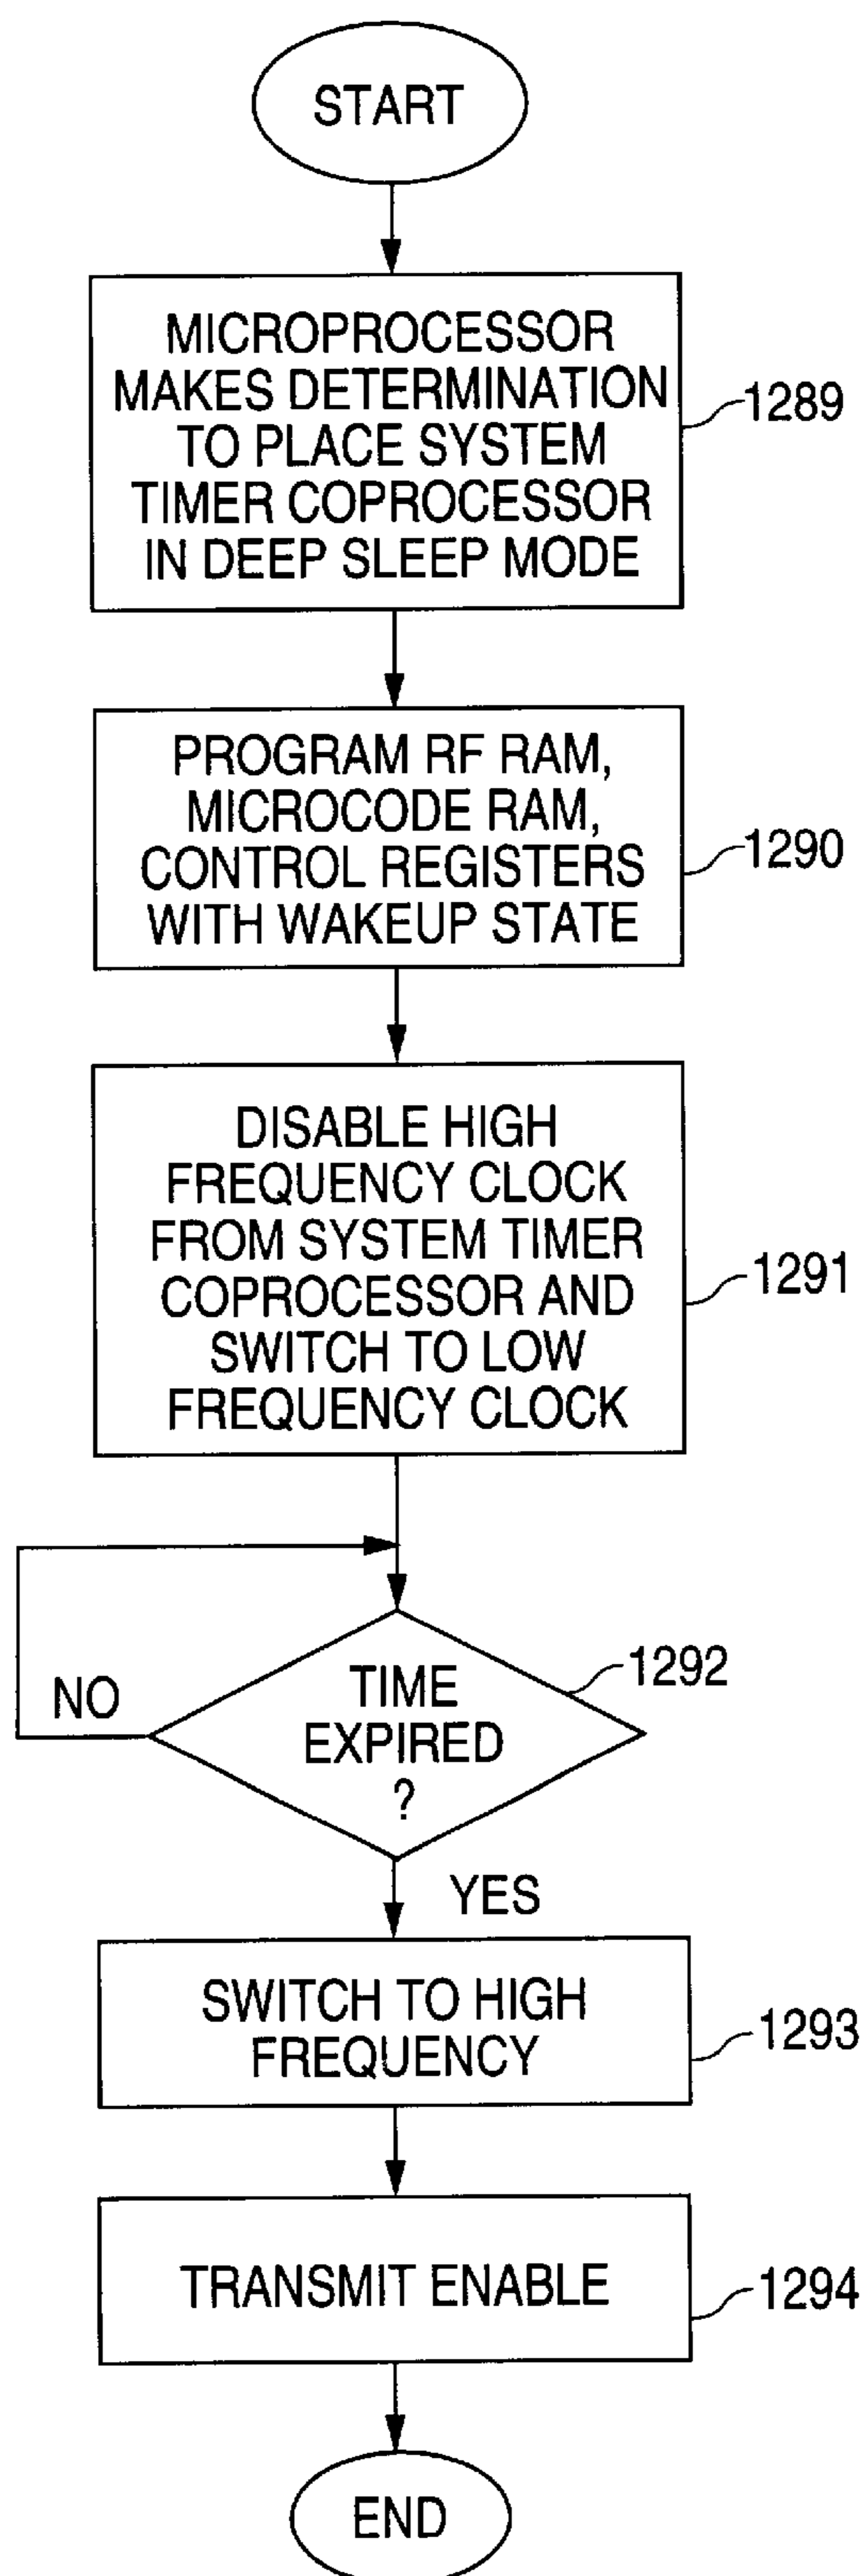 START
MICROPROCESSOR
MAKES DETERMINATION
TO PLACE SYSTEM
TIMER COPROCESSOR
IN DEEP SLEEP MODE
1289
PROGRAM RF RAM,
MICROCODE RAM,
CONTROL REGISTERS
WITH WAKEUP STATE
1290
DISABLE HIGH
FREQUENCY CLOCK
FROM SYSTEM TIMER
COPROCESSOR AND
SWITCH TO LOW
FREQUENCY CLOCK
1291
TIME
EXPIRED
?
1292
NO
YES
SWITCH TO HIGH
FREQUENCY
1293
TRANSMIT ENABLE
1294
END